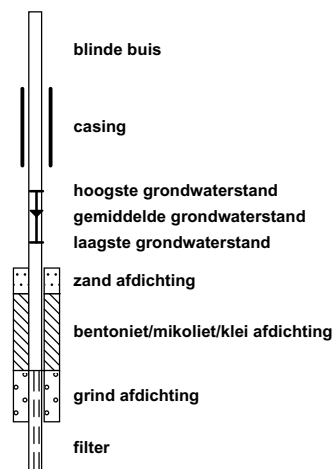 blinde buis
casing
hoogste grondwaterstand
gemiddelde grondwaterstand
laagste grondwaterstand
zand afdichting
bentoniet/mikoliet/klei afdichting
grind afdichting
filter